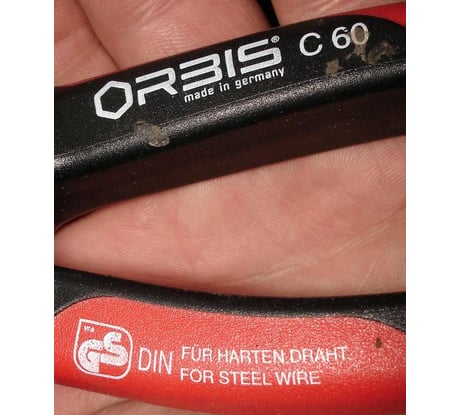 ORBIS® C 60
made in germany
GS DIN FÜR HARTEN.DRAHT.
FOR STEEL WIRE